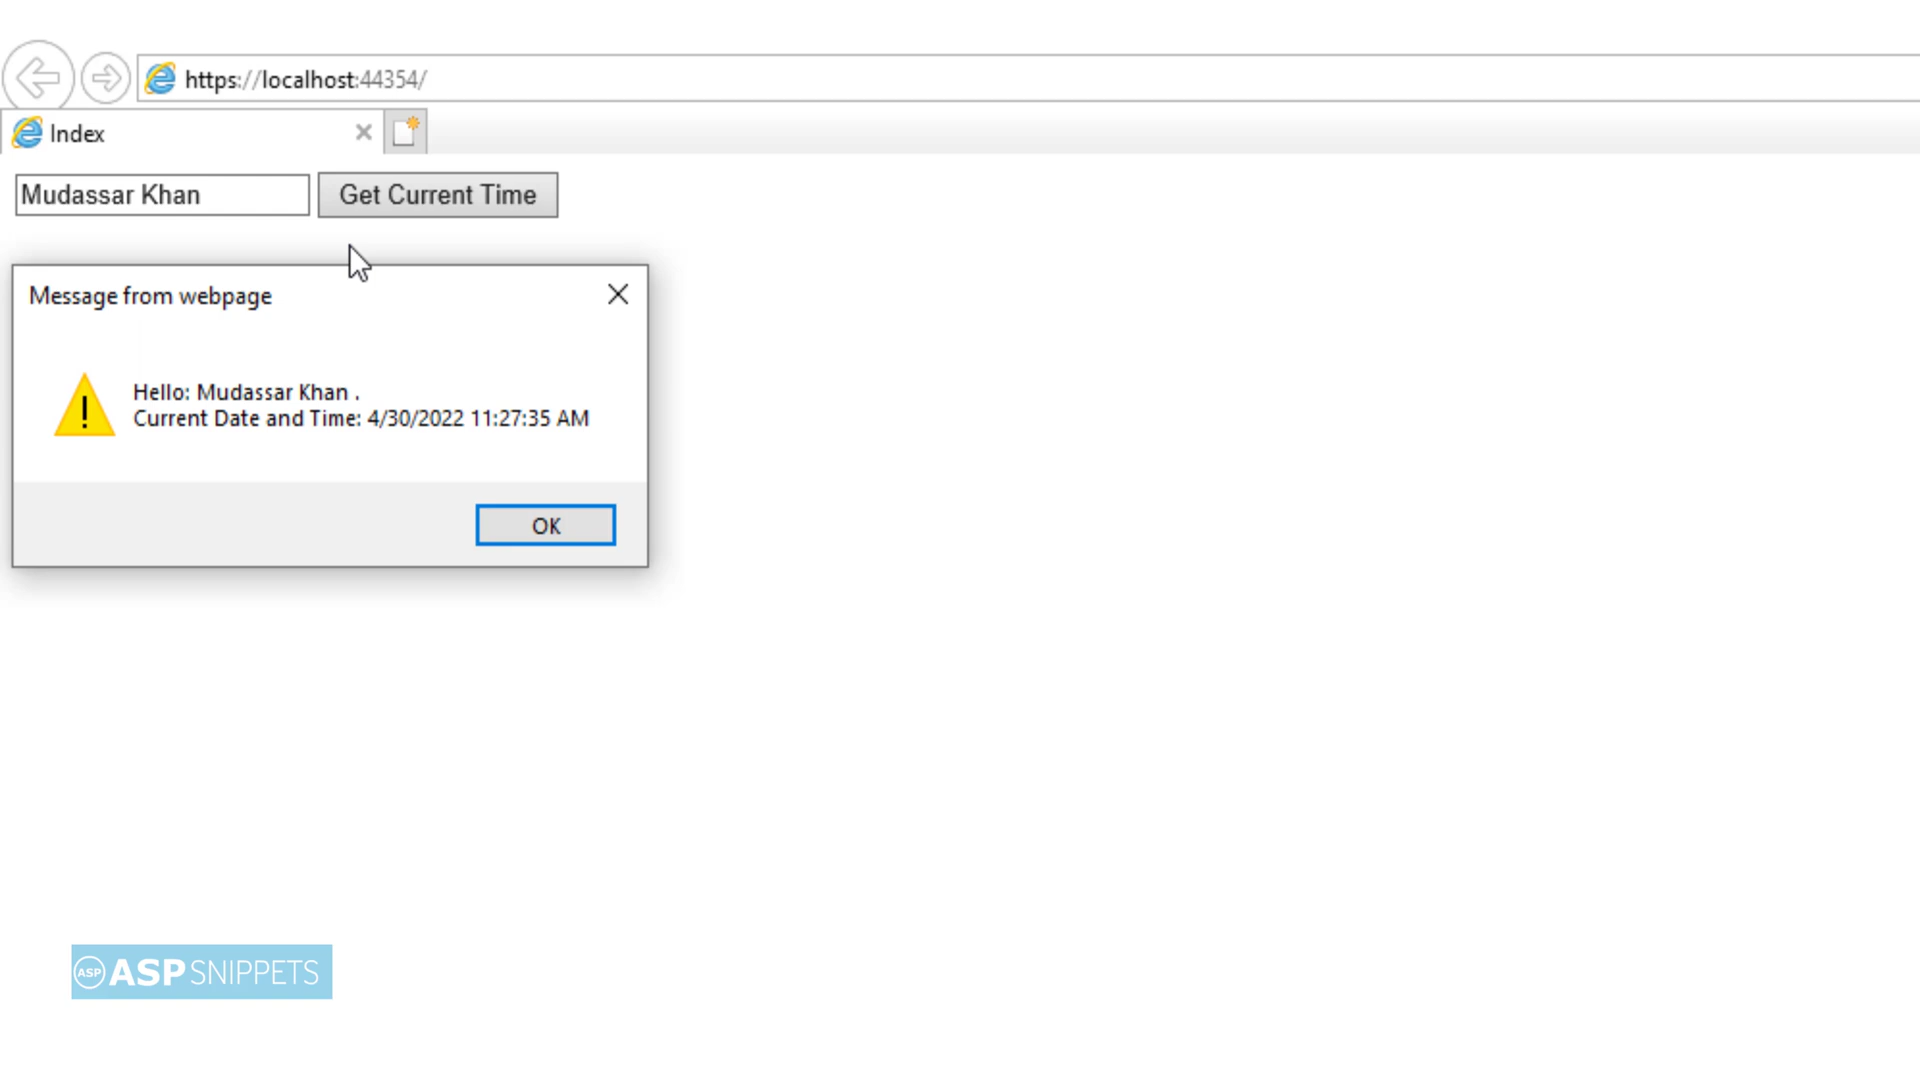 https://localhost:44354/
Index
Mudassar Khan
Get Current Time
Message from webpage
Hello: Mudassar Khan .
Current Date and Time: 4/30/2022 11:27:35 AM
OK
ASP ASPSNIPPETS